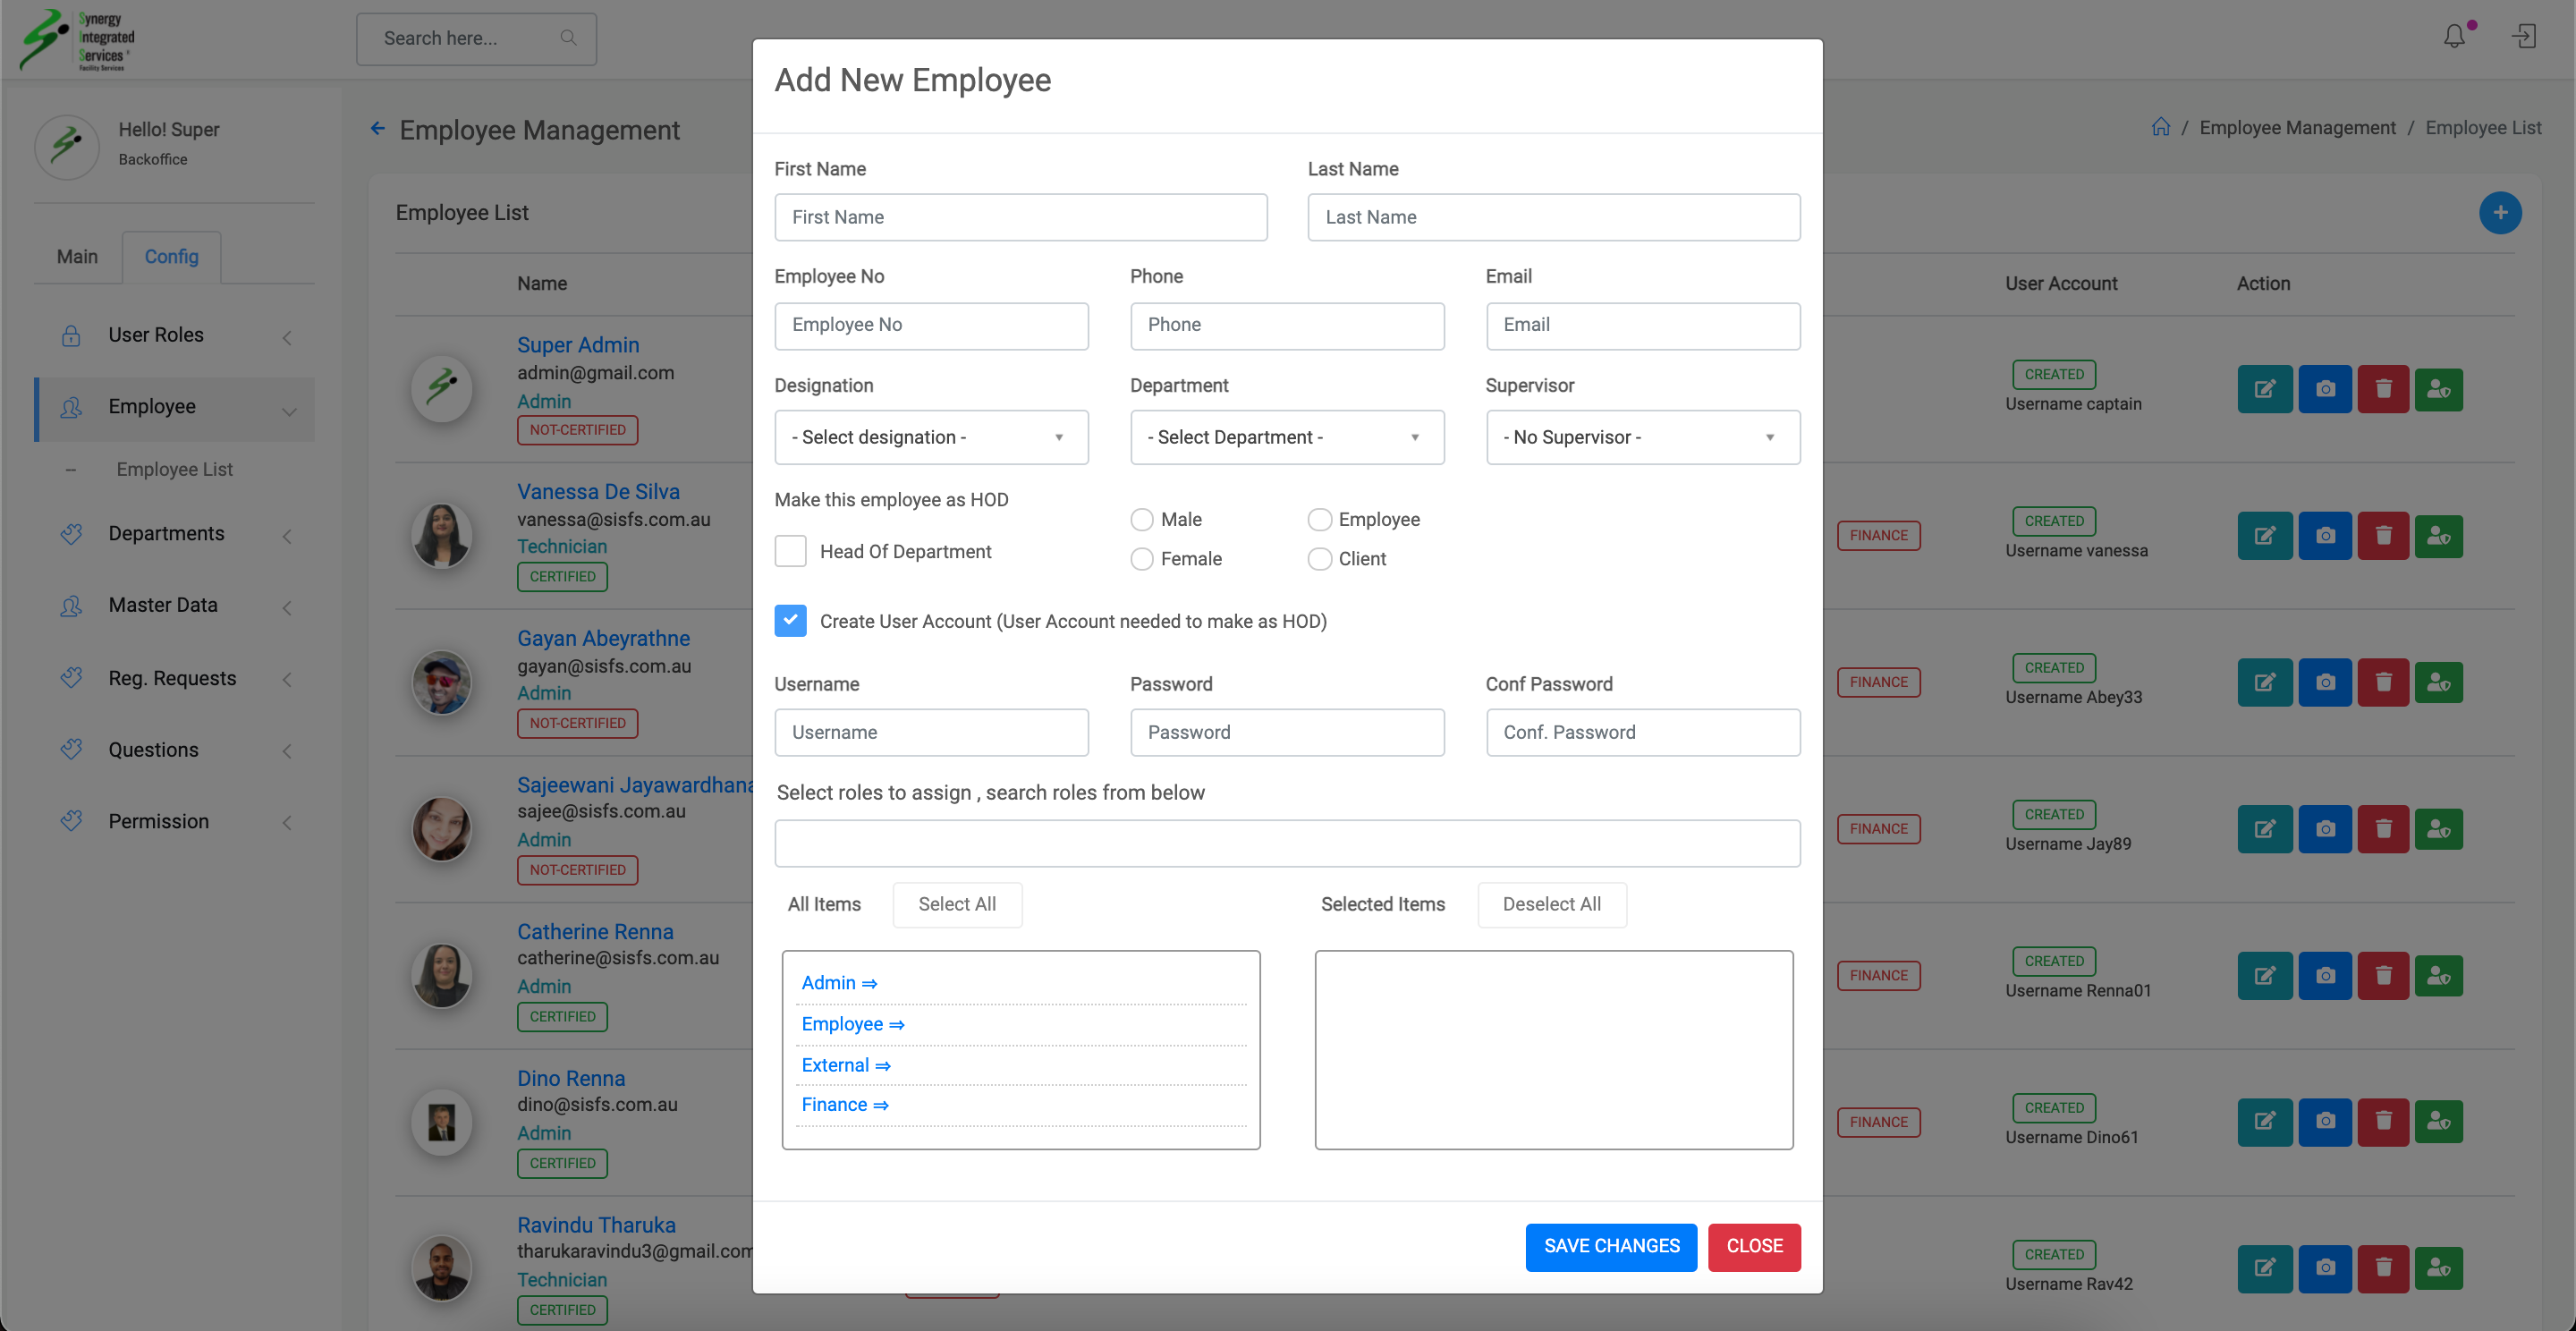 Synergy
Integrated
Services
Facility Services
Search here...
Hello! Super
Backoffice
Main
Config
User Roles
Employee
-- Employee List
Departments
Master Data
Reg. Requests
Questions
Permission
Employee Management
/ Employee Management / Employee List
Employee List
Name
User Account
Action
Super Admin
admin@gmail.com
Admin
NOT-CERTIFIED
CREATED
Username captain
Vanessa De Silva
vanessa@sisfs.com.au
Technician
CERTIFIED
FINANCE
CREATED
Username vanessa
Gayan Abeyrathne
gayan@sisfs.com.au
Admin
NOT-CERTIFIED
FINANCE
CREATED
Username Abey33
Sajeewani Jayawardhana
sajee@sisfs.com.au
Admin
NOT-CERTIFIED
FINANCE
CREATED
Username Jay89
Catherine Renna
catherine@sisfs.com.au
Admin
CERTIFIED
FINANCE
CREATED
Username Renna01
Dino Renna
dino@sisfs.com.au
Admin
CERTIFIED
FINANCE
CREATED
Username Dino61
Ravindu Tharuka
tharukaravindu3@gmail.com
Technician
CERTIFIED
CREATED
Username Rav42
Add New Employee
First Name
Last Name
First Name
Last Name
Employee No
Phone
Email
Employee No
Phone
Email
Designation
Department
Supervisor
- Select designation -
- Select Department -
- No Supervisor -
Make this employee as HOD
Head Of Department
Male
Female
Employee
Client
Create User Account (User Account needed to make as HOD)
Username
Password
Conf Password
Username
Password
Conf. Password
Select roles to assign , search roles from below
All Items
Select All
Selected Items
Deselect All
Admin ⇒
Employee ⇒
External ⇒
Finance ⇒
SAVE CHANGES
CLOSE